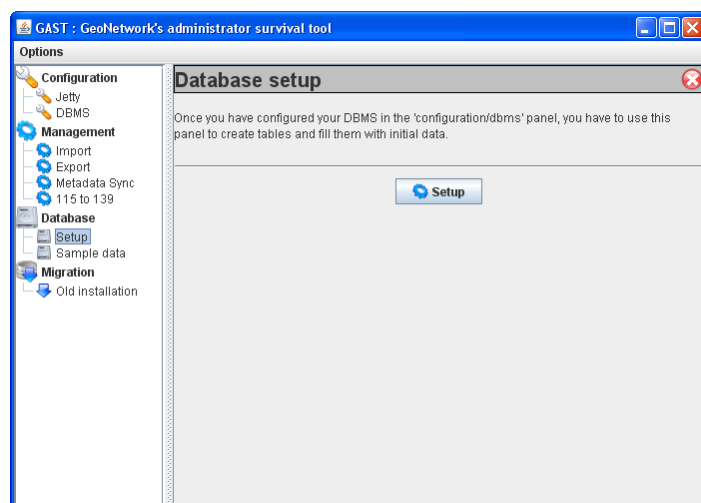 GAST : GeoNetwork's administrator survival tool
Options
Configuration
Jetty
DBMS
Management
Import
Export
Metadata Sync
115 to 139
Database
Setup
Sample data
Migration
Old installation
Database setup
Once you have configured your DBMS in the 'configuration/dbms' panel, you have to use this
panel to create tables and fill them with initial data.
Setup